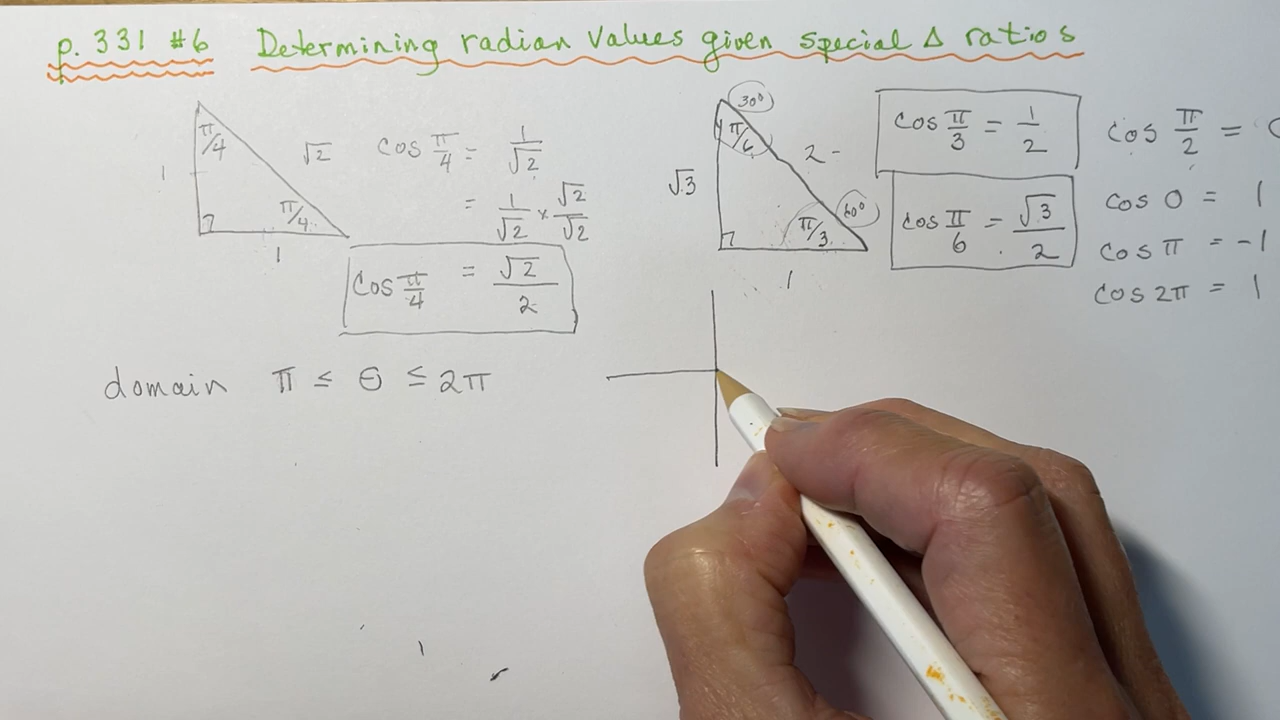 p. 331 #6 Determining radian values given special Δ ratios
π/4
1
√2
π/4
1
cos π/4 = 1/√2
= 1/√2 × √2/√2
cos π/4 = √2/2
30°
π/6
√3
2
60°
π/3
1
cos π/3 = 1/2
cos π/6 = √3/2
cos π/2 =
cos 0 = 1
cos π = -1
cos 2π = 1
domain π ≤ θ ≤ 2π